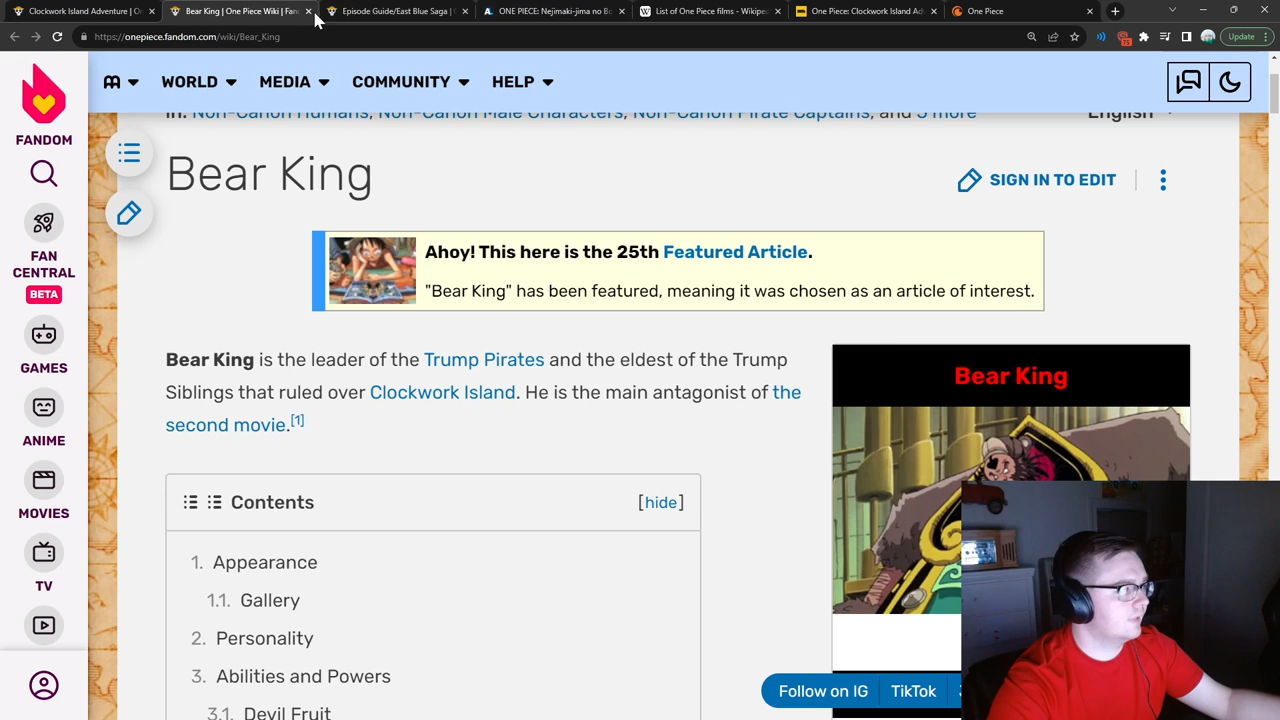 Clockwork Island Adventure | O
Bear King | One Piece Wiki | Fan
Episode Guide/East Blue Saga |
ONE PIECE: Nejimaki-jima no Bo
List of One Piece films - Wikipe
One Piece: Clockwork Island Adv
One Piece
https://onepiece.fandom.com/wiki/Bear_King
75
Update
WORLD
MEDIA
COMMUNITY
HELP
In: Non-Canon Humans, Non-Canon Male Characters, Non-Canon Pirate Captains, and 5 more
English
Bear King
SIGN IN TO EDIT
Ahoy! This here is the 25th Featured Article.
"Bear King" has been featured, meaning it was chosen as an article of interest.
Bear King is the leader of the Trump Pirates and the eldest of the Trump
Siblings that ruled over Clockwork Island. He is the main antagonist of the
second movie.[1]
Bear King
Contents
[hide]
1. Appearance
1.1. Gallery
2. Personality
3. Abilities and Powers
3.1. Devil Fruit
Follow on IG
TikTok
FANDOM
FAN
CENTRAL
BETA
GAMES
ANIME
MOVIES
TV